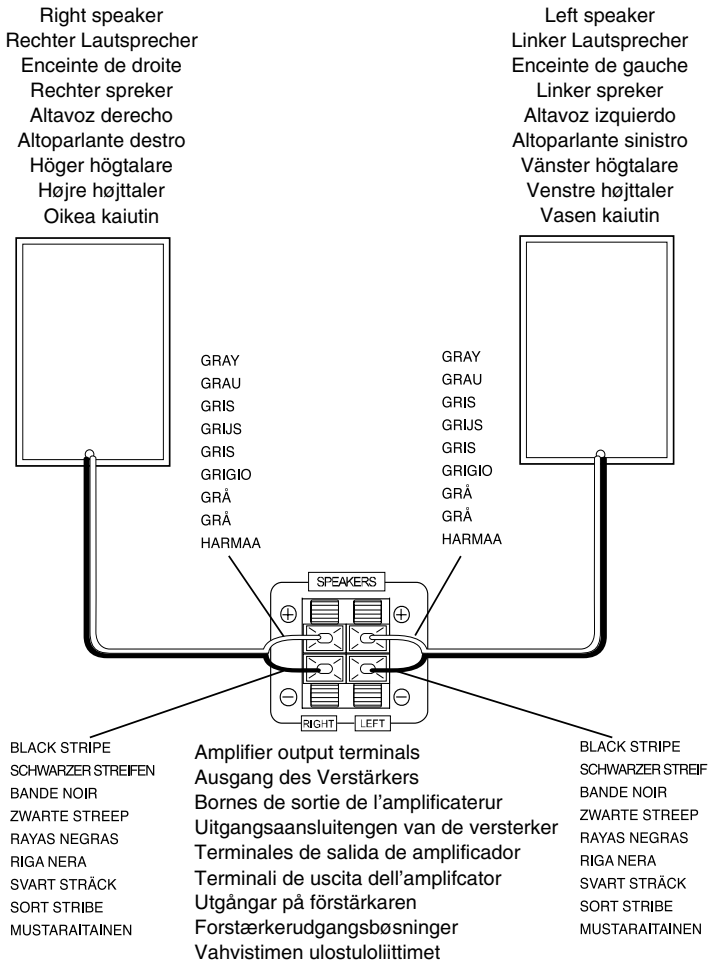 Right speaker
Rechter Lautsprecher
Enceinte de droite
Rechter spreker
Altavoz derecho
Altoparlante destro
Höger högtalare
Højre højttaler
Oikea kaiutin
Left speaker
Linker Lautsprecher
Enceinte de gauche
Linker spreker
Altavoz izquierdo
Altoparlante sinistro
Vänster högtalare
Venstre højttaler
Vasen kaiutin
GRAY
GRAU
GRIS
GRIJS
GRIS
GRIGIO
GRÅ
GRÅ
HARMAA
GRAY
GRAU
GRIS
GRIJS
GRIS
GRIGIO
GRÅ
GRÅ
HARMAA
SPEAKERS
+ +
− −
RIGHT LEFT
BLACK STRIPE
SCHWARZER STREIFEN
BANDE NOIR
ZWARTE STREEP
RAYAS NEGRAS
RIGA NERA
SVART STRÄCK
SORT STRIBE
MUSTARAITAINEN
Amplifier output terminals
Ausgang des Verstärkers
Bornes de sortie de l'amplificaterur
Uitgangsaansluitengen van de versterker
Terminales de salida de amplificador
Terminali de uscita dell'amplifcator
Utgångar på förstärkaren
Forstærkerudgangsbøsninger
Vahvistimen ulostuloliittimet
BLACK STRIPE
SCHWARZER STREIF
BANDE NOIR
ZWARTE STREEP
RAYAS NEGRAS
RIGA NERA
SVART STRÄCK
SORT STRIBE
MUSTARAITAINEN